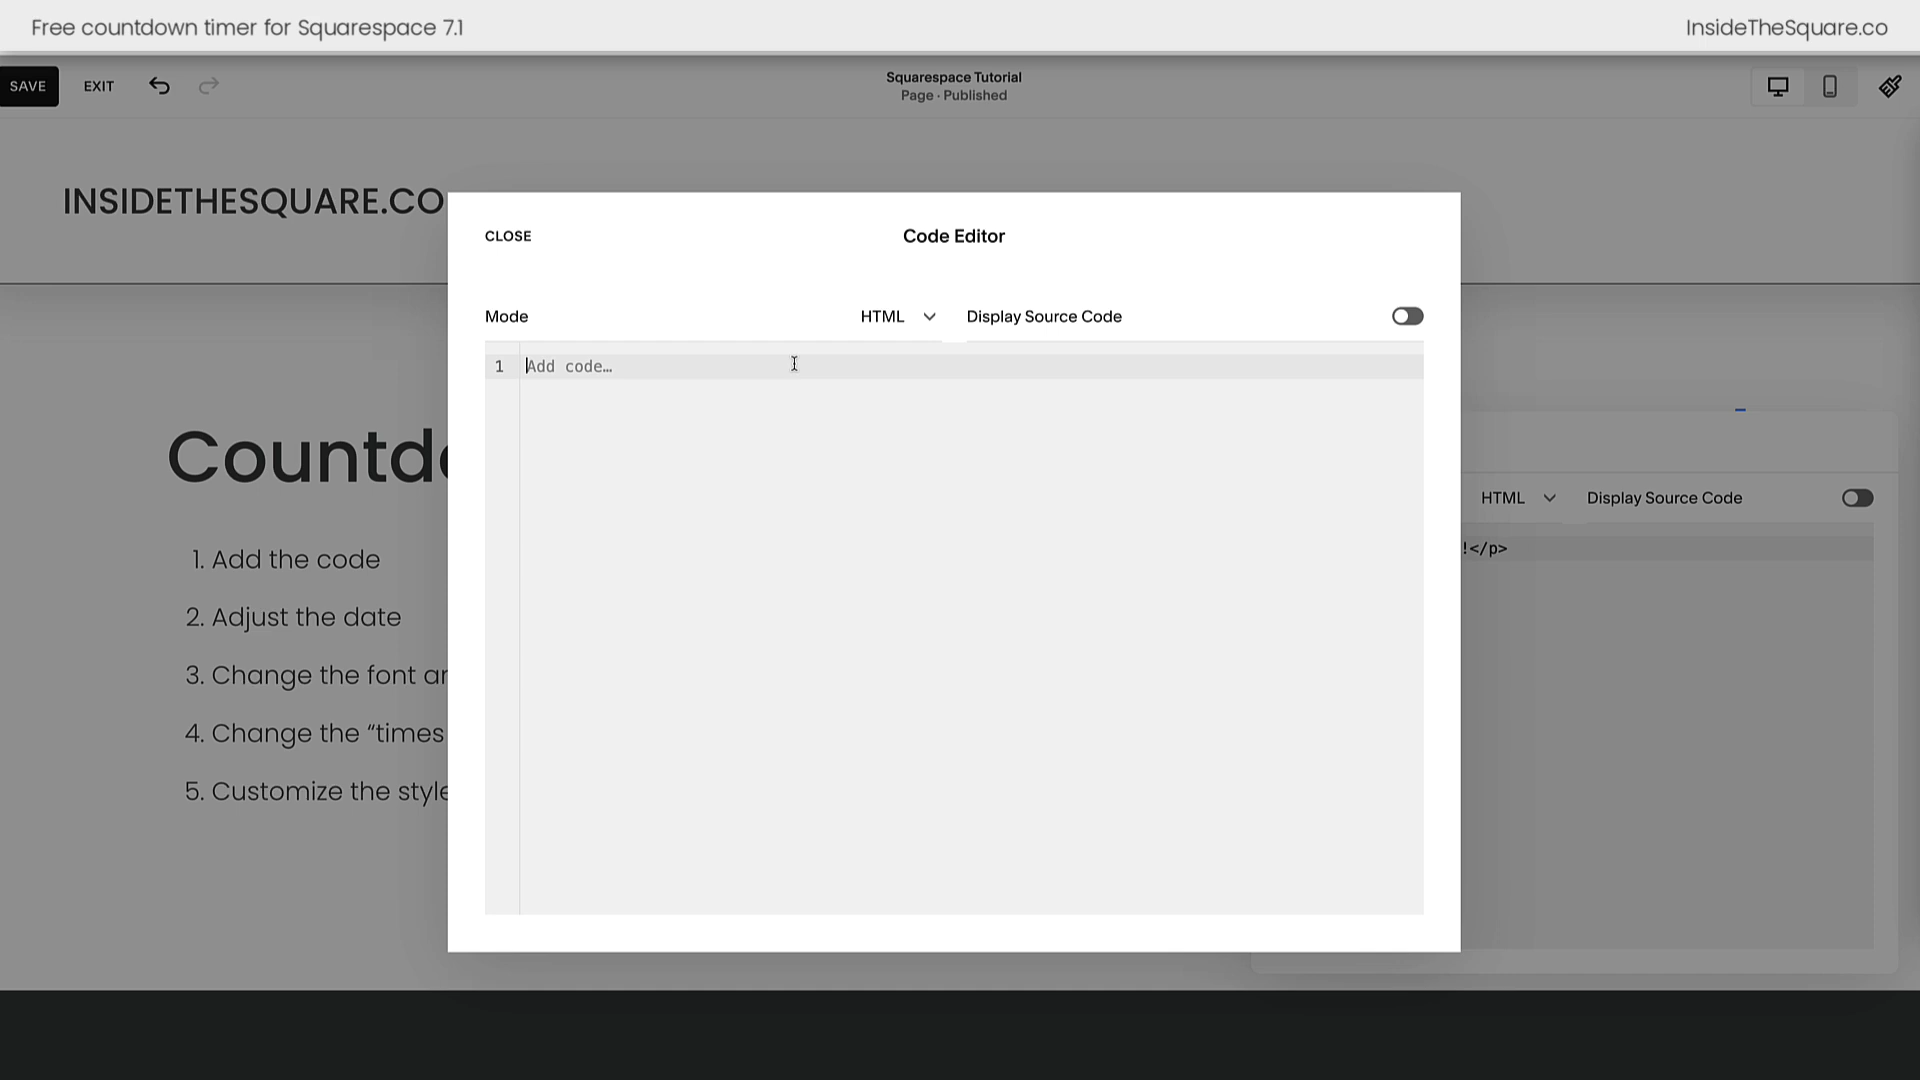 Free countdown timer for Squarespace 7.1
InsideTheSquare.co
SAVE
EXIT
Squarespace Tutorial
Page · Published
INSIDETHESQUARE.CO
CLOSE
Code Editor
Mode
HTML
Display Source Code
1
Add code…
Countd
1. Add the code
2. Adjust the date
3. Change the font
4. Change the “times
5. Customize the style
HTML
Display Source Code
!</p>